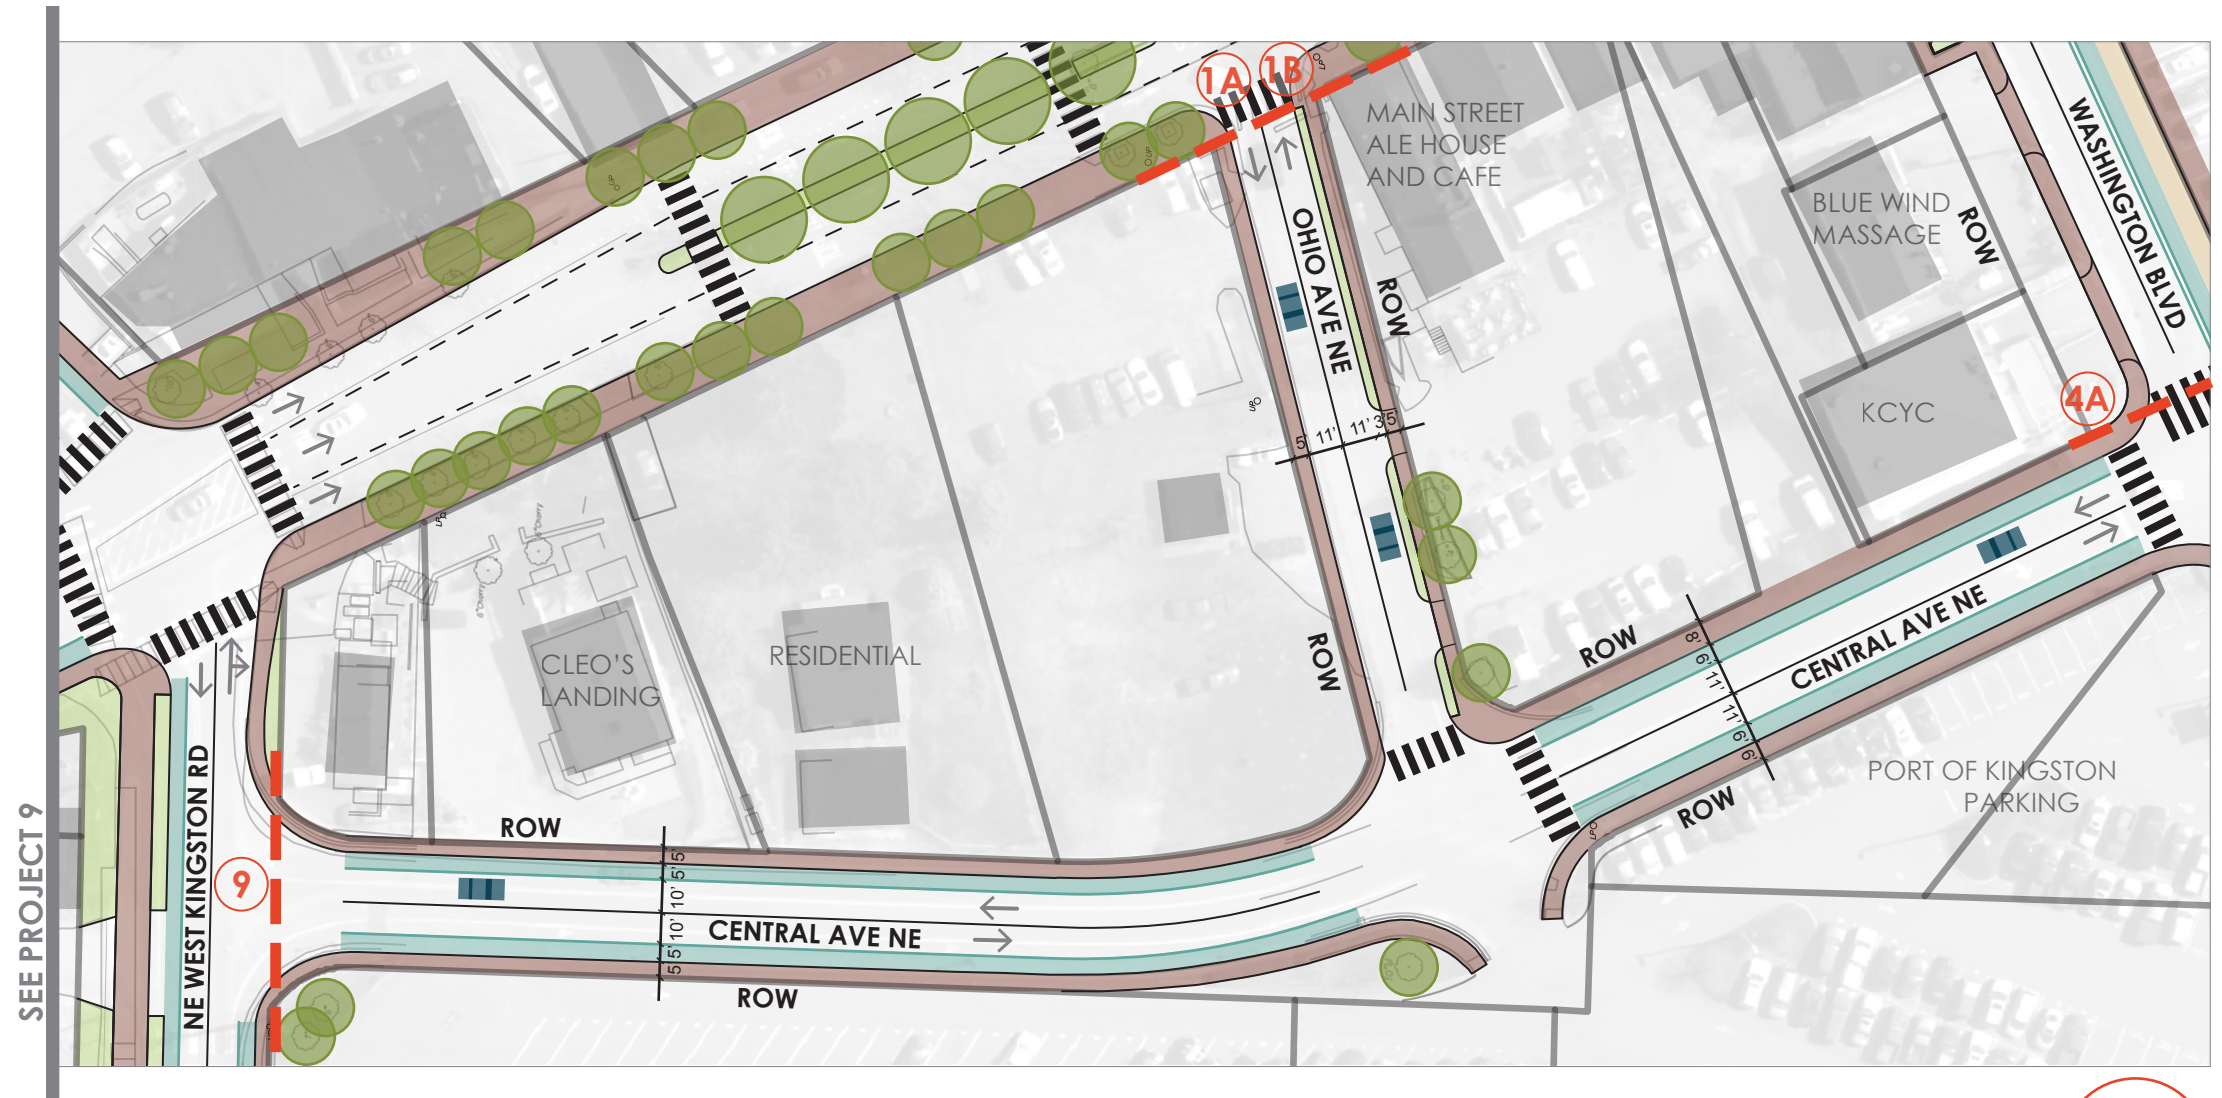 1A
1B
MAIN STREET
ALE HOUSE
AND CAFE
WASHINGTON BLVD
BLUE WIND
MASSAGE
ROW
OHIO AVE NE
ROW
4A
KCYC
5' 11' 11' 3' 5'
CLEO'S
LANDING
RESIDENTIAL
ROW
ROW
8' 6' 11' 11' 6' 6'
CENTRAL AVE NE
PORT OF KINGSTON
PARKING
ROW
SEE PROJECT 9
NE WEST KINGSTON RD
9
ROW
5' 5' 10' 10' 5' 5'
CENTRAL AVE NE
ROW